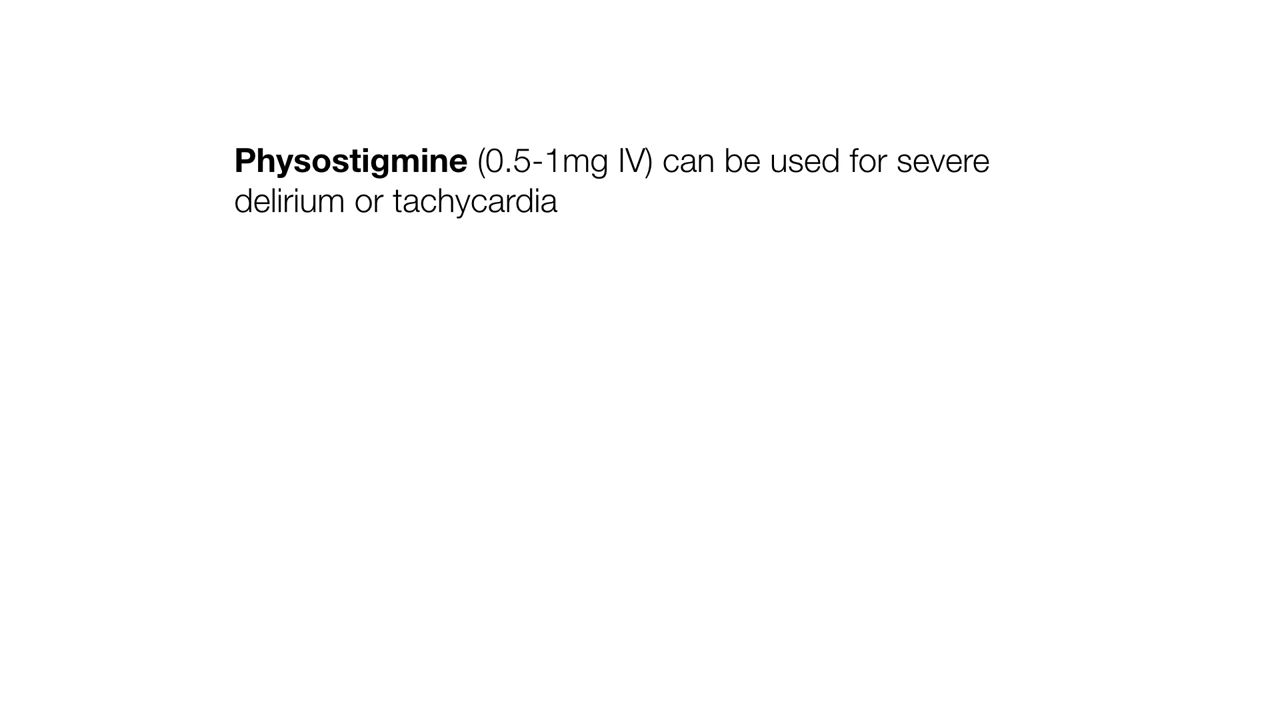 Physostigmine (0.5-1mg IV) can be used for severe
delirium or tachycardia